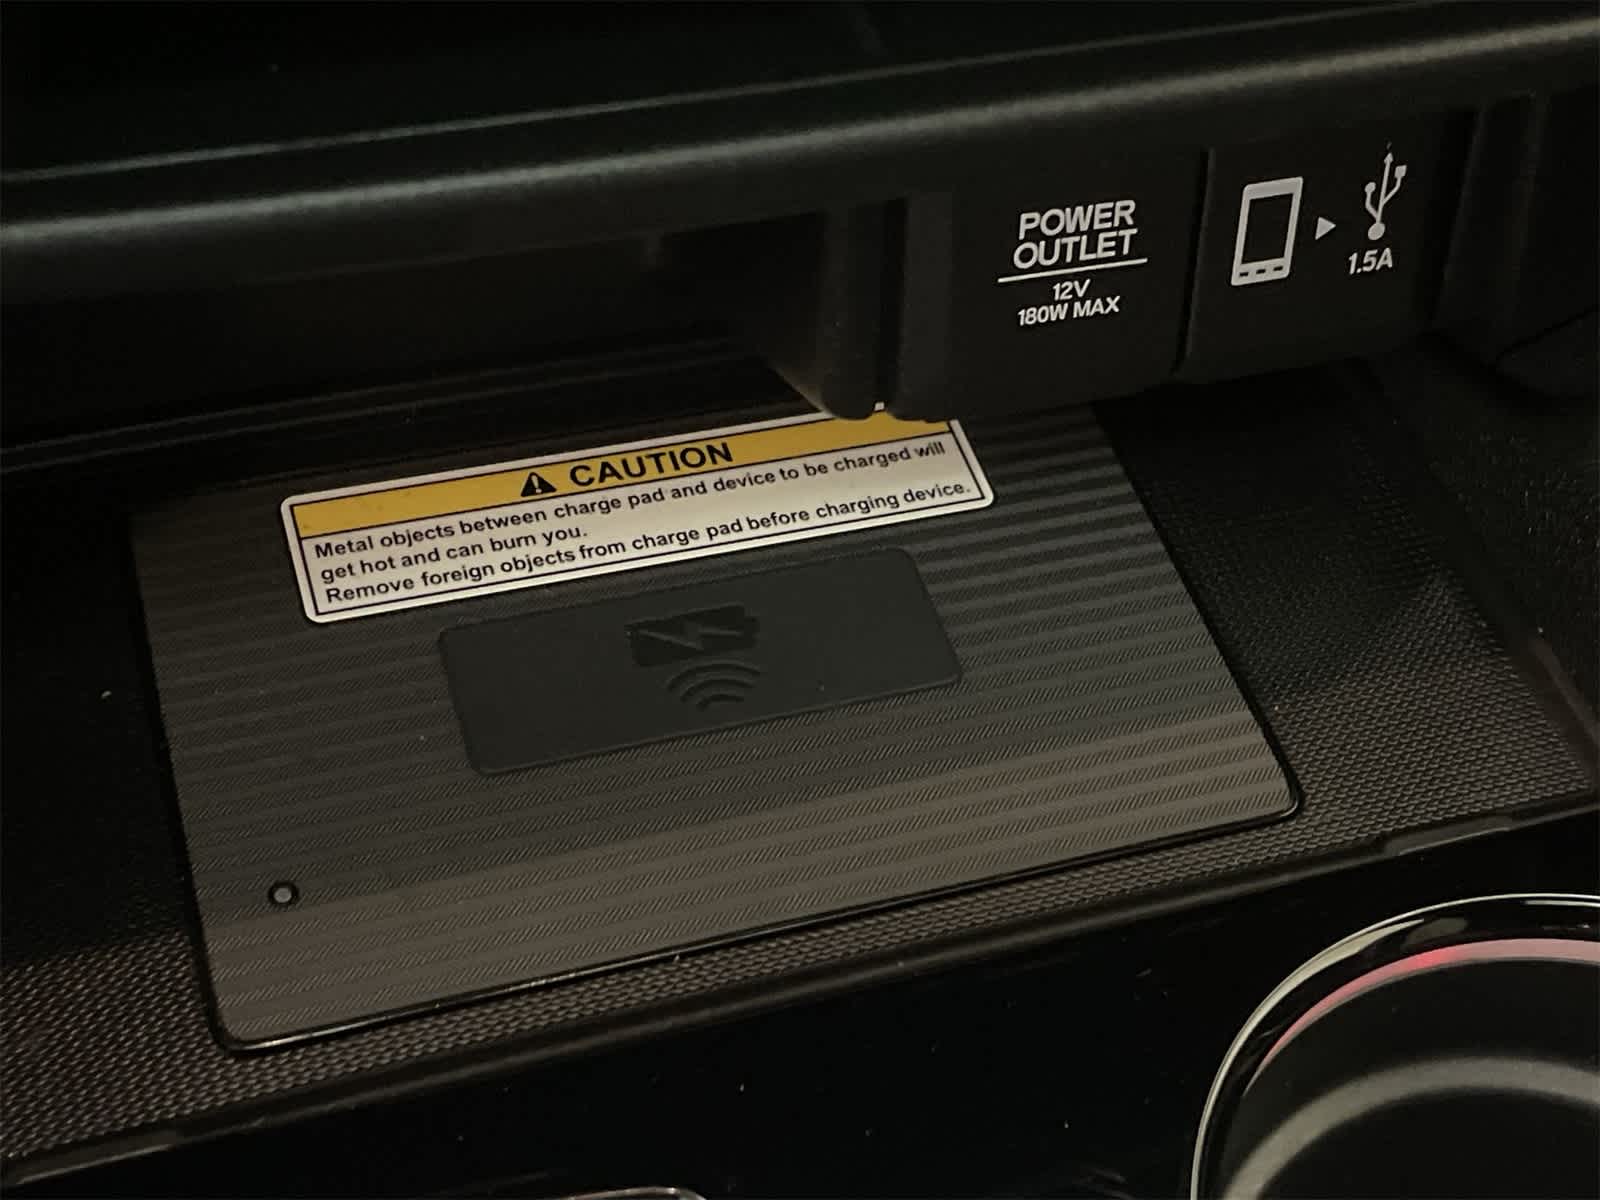 POWER
OUTLET
12V
180W MAX
1.5A
CAUTION
Metal objects between charge pad and device to be charged will
get hot and can burn you.
Remove foreign objects from charge pad before charging device.